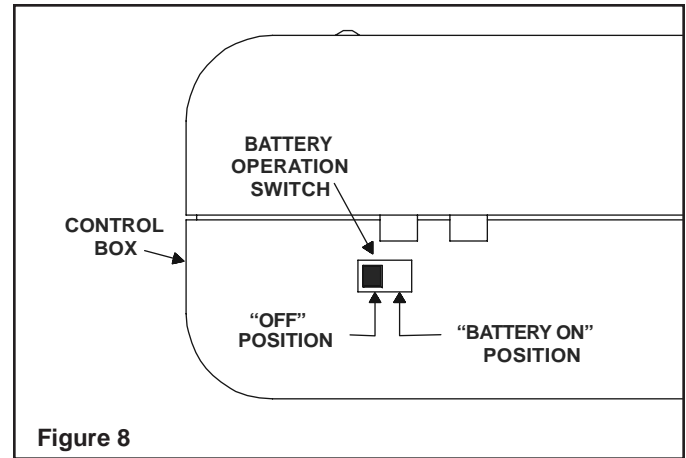 BATTERY
OPERATION
SWITCH
CONTROL
BOX
“OFF”
POSITION
“BATTERY ON”
POSITION
Figure 8